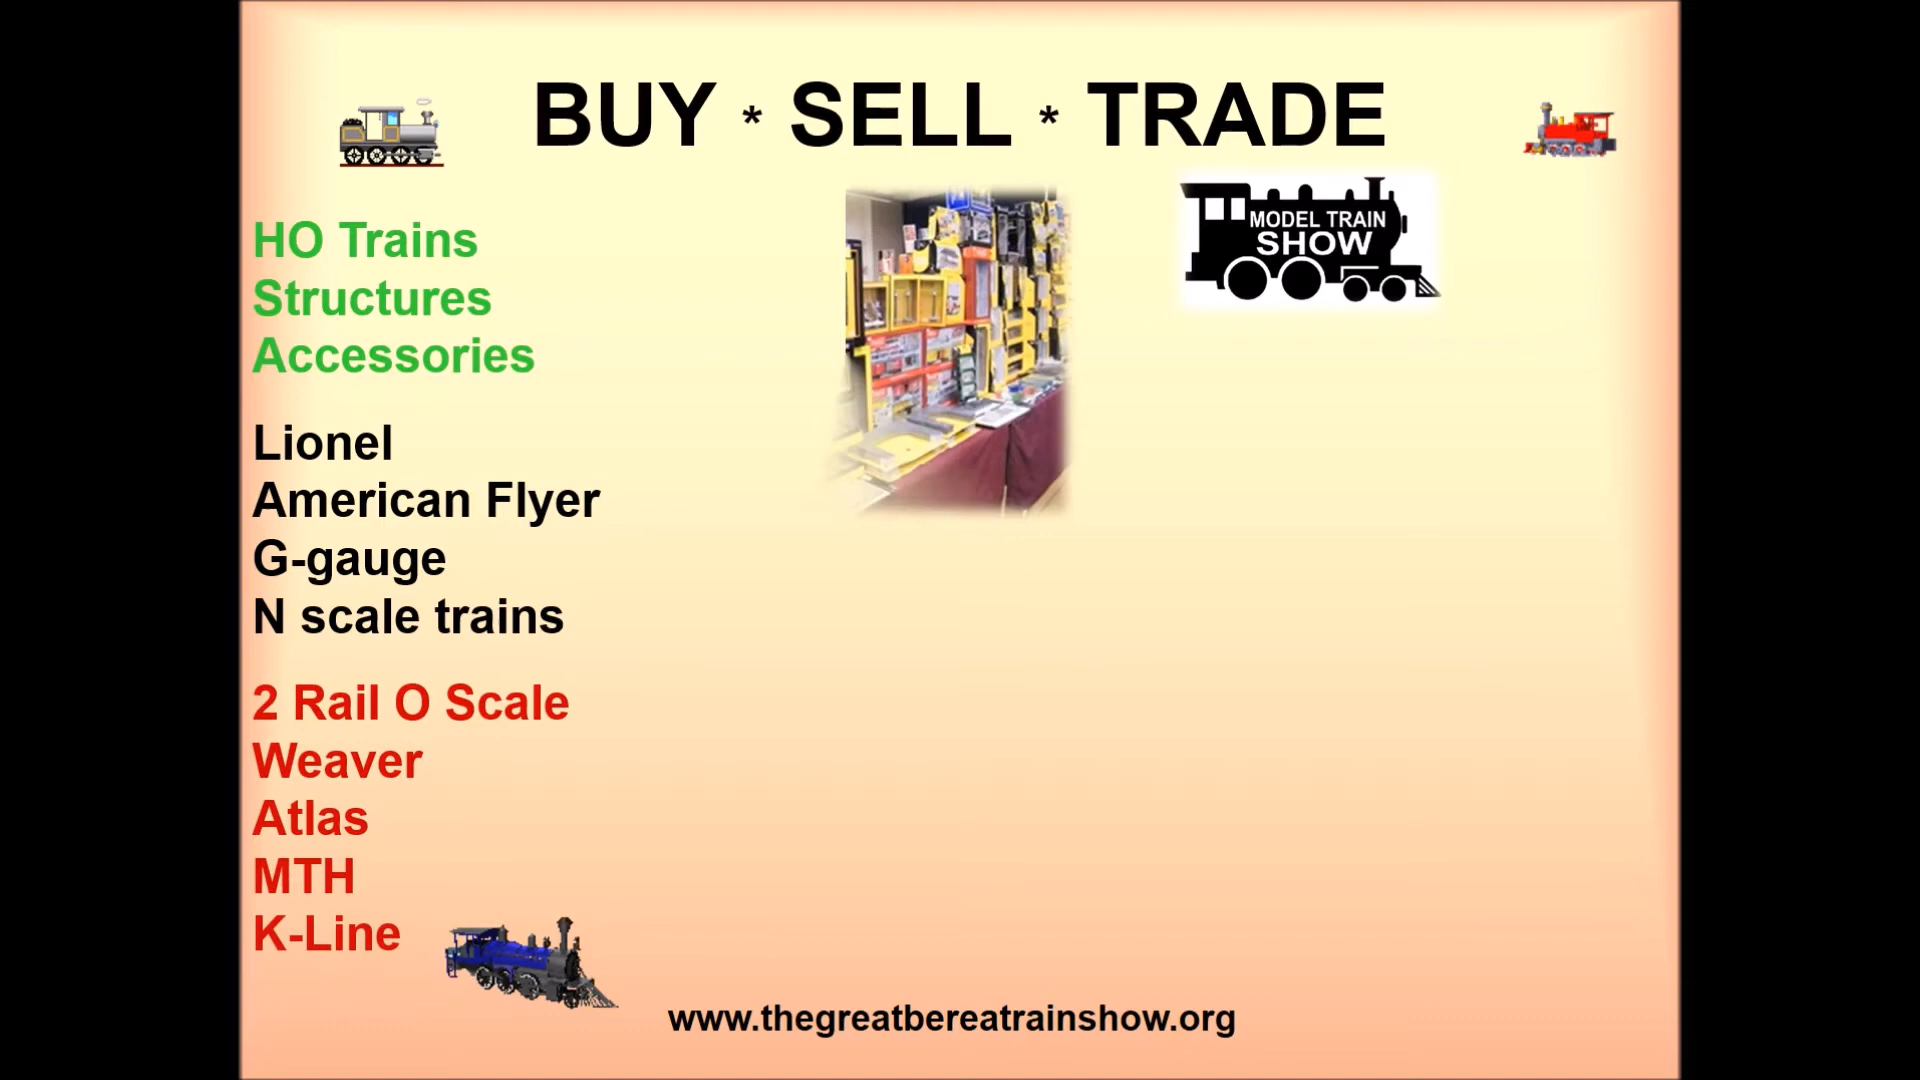 BUY * SELL * TRADE
MODEL TRAIN
SHOW
HO Trains
Structures
Accessories
Lionel
American Flyer
G-gauge
N scale trains
2 Rail O Scale
Weaver
Atlas
MTH
K-Line
www.thegreatbereatrainshow.org